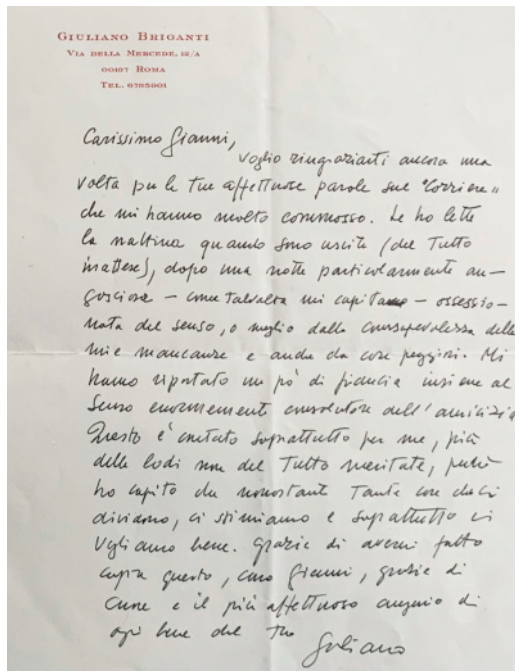 GIULIANO BRIGANTI
VIA DELLA MERCEDE, 12/A
00187 ROMA
TEL. 6785901
Carissimo Gianni,
voglio ringraziarti ancora una
volta per le tue affettuose parole sul "Corriere"
che mi hanno molto commosso. Le ho lette
la mattina quando sono uscite (del tutto
inattese), dopo una notte particolarmente an-
gosciosa – come talvolta mi capita – ossessio-
nata dal senso, o meglio dalla consapevolezza delle
mie mancanze e anche da cose peggiori. Mi
hanno riportato un pò di fiducia insieme al
senso enormemente consolatore dell'amicizia
Questo è contato soprattutto per me, più
delle lodi non del tutto meritate, perché
ho capito che nonostante tante cose che ci
dividono, ci stimiamo e soprattutto ci
vogliamo bene. Grazie di avermi fatto
capire questo, caro Gianni, grazie di
cuore e il più affettuoso augurio di
ogni bene dal tuo
Giuliano